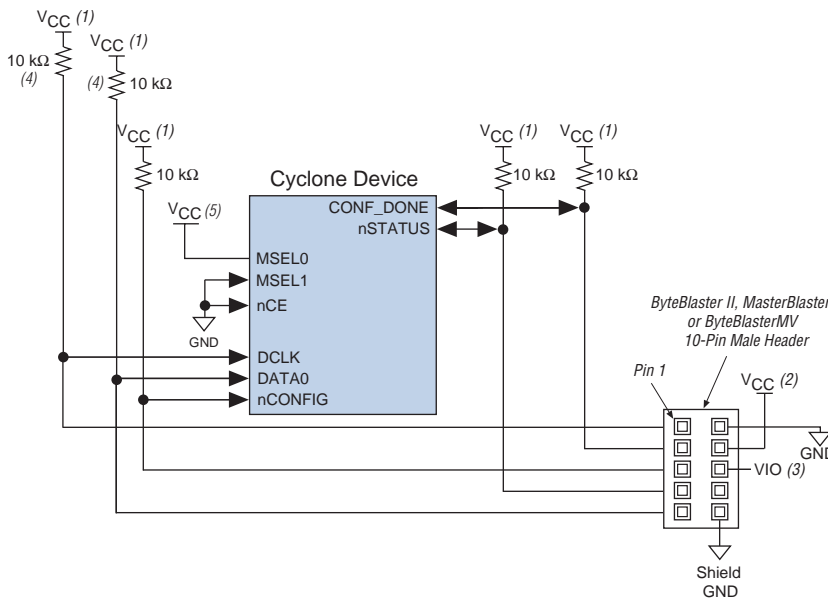 VCC (1)
10 kΩ
(4)
VCC (1)
(4) 10 kΩ
VCC (1)
10 kΩ
VCC (1)
10 kΩ
VCC (1)
10 kΩ
Cyclone Device
VCC (5)
CONF_DONE
nSTATUS
MSEL0
MSEL1
nCE
GND
DCLK
DATA0
nCONFIG
ByteBlaster II, MasterBlaster
or ByteBlasterMV
10-Pin Male Header
Pin 1
VCC (2)
GND
VIO (3)
Shield
GND